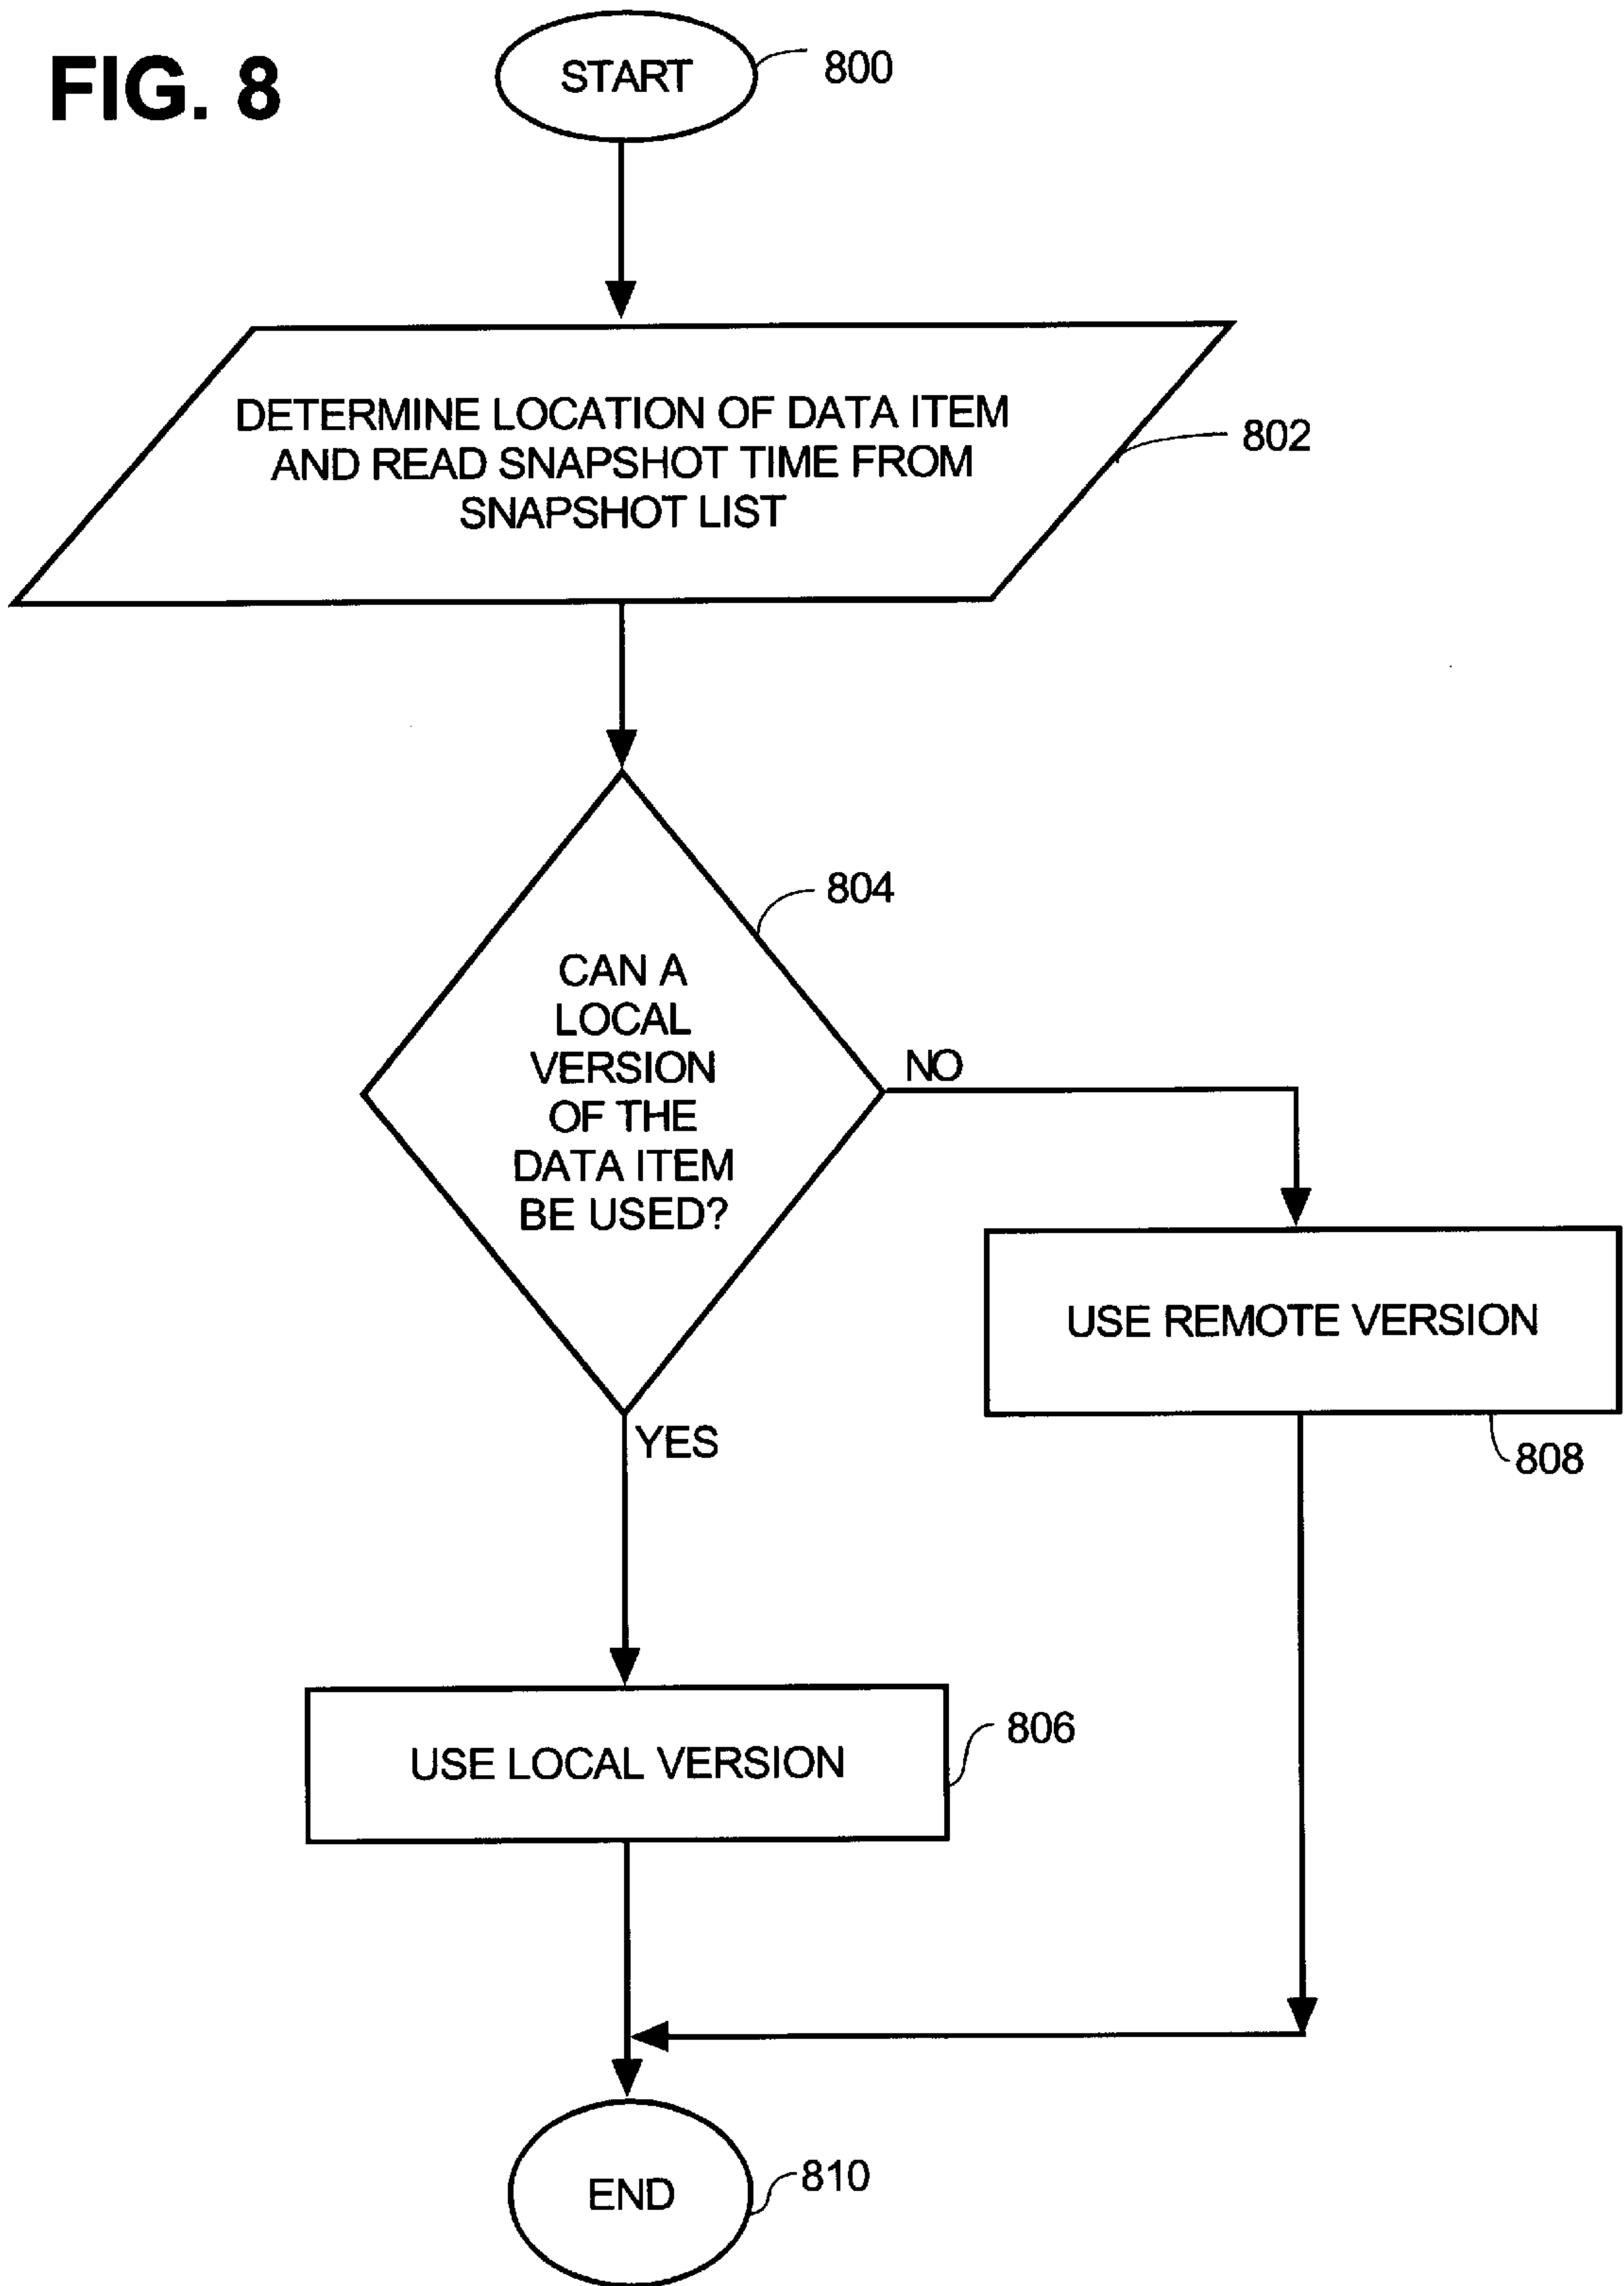 FIG. 8
START
800
DETERMINE LOCATION OF DATA ITEM
AND READ SNAPSHOT TIME FROM
SNAPSHOT LIST
802
804
CAN A
LOCAL
VERSION
OF THE
DATA ITEM
BE USED?
NO
USE REMOTE VERSION
808
YES
USE LOCAL VERSION
806
END
810